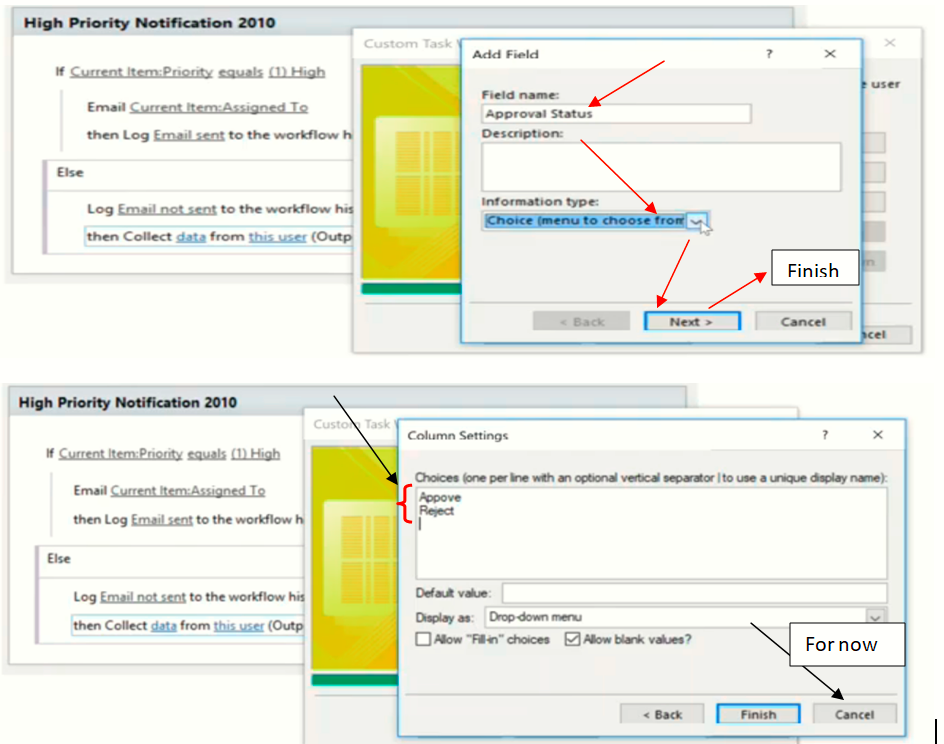 High Priority Notification 2010
If Current Item:Priority equals (1) High
Email Current Item:Assigned To
then Log Email sent to the workflow h
Else
Log Email not sent to the workflow his
then Collect data from this user (Outp
Custom Task
Add Field
?
Field name:
Approval Status
Description:
Information type:
Choice (menu to choose from
< Back
Next >
Cancel
user
Finish
ncel
High Priority Notification 2010
If Current Item:Priority equals (1) High
Email Current Item:Assigned To
then Log Email sent to the workflow h
Else
Log Email not sent to the workflow his
then Collect data from this user (Outp
Custom Task
Column Settings
?
Choices (one per line with an optional vertical separator | to use a unique display name):
Appove
Reject
Default value:
Display as: Drop-down menu
Allow "Fill-in" choices Allow blank values?
For now
< Back
Finish
Cancel